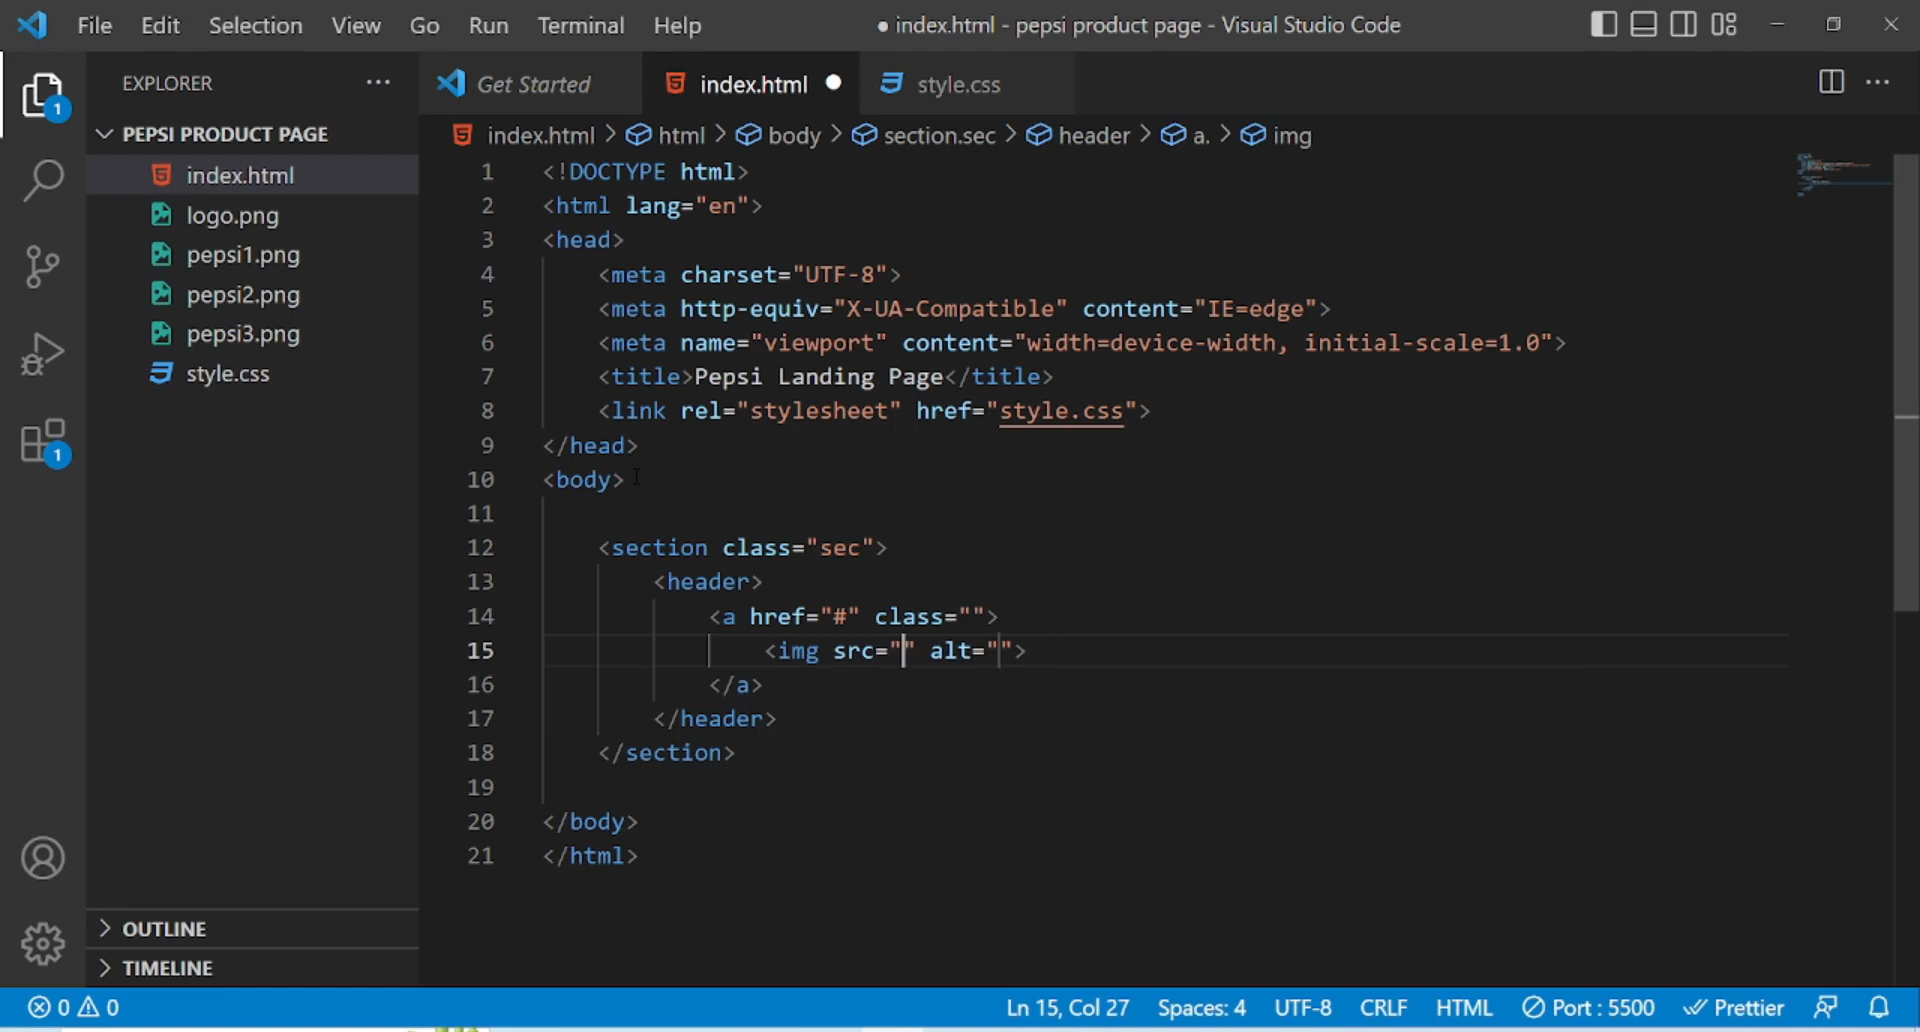 File Edit Selection View Go Run Terminal Help ● index.html - pepsi product page - Visual Studio Code
EXPLORER ···
Get Started index.html style.css
1
PEPSI PRODUCT PAGE
index.html
logo.png
pepsi1.png
pepsi2.png
pepsi3.png
style.css
1
OUTLINE
TIMELINE
index.html > html > body > section.sec > header > a. > img
1 <!DOCTYPE html>
2 <html lang="en">
3 <head>
4 <meta charset="UTF-8">
5 <meta http-equiv="X-UA-Compatible" content="IE=edge">
6 <meta name="viewport" content="width=device-width, initial-scale=1.0">
7 <title>Pepsi Landing Page</title>
8 <link rel="stylesheet" href="style.css">
9 </head>
10 <body>
11
12 <section class="sec">
13 <header>
14 <a href="#" class="">
15 <img src="" alt="">
16 </a>
17 </header>
18 </section>
19
20 </body>
21 </html>
0 0 Ln 15, Col 27 Spaces: 4 UTF-8 CRLF HTML Port : 5500 Prettier